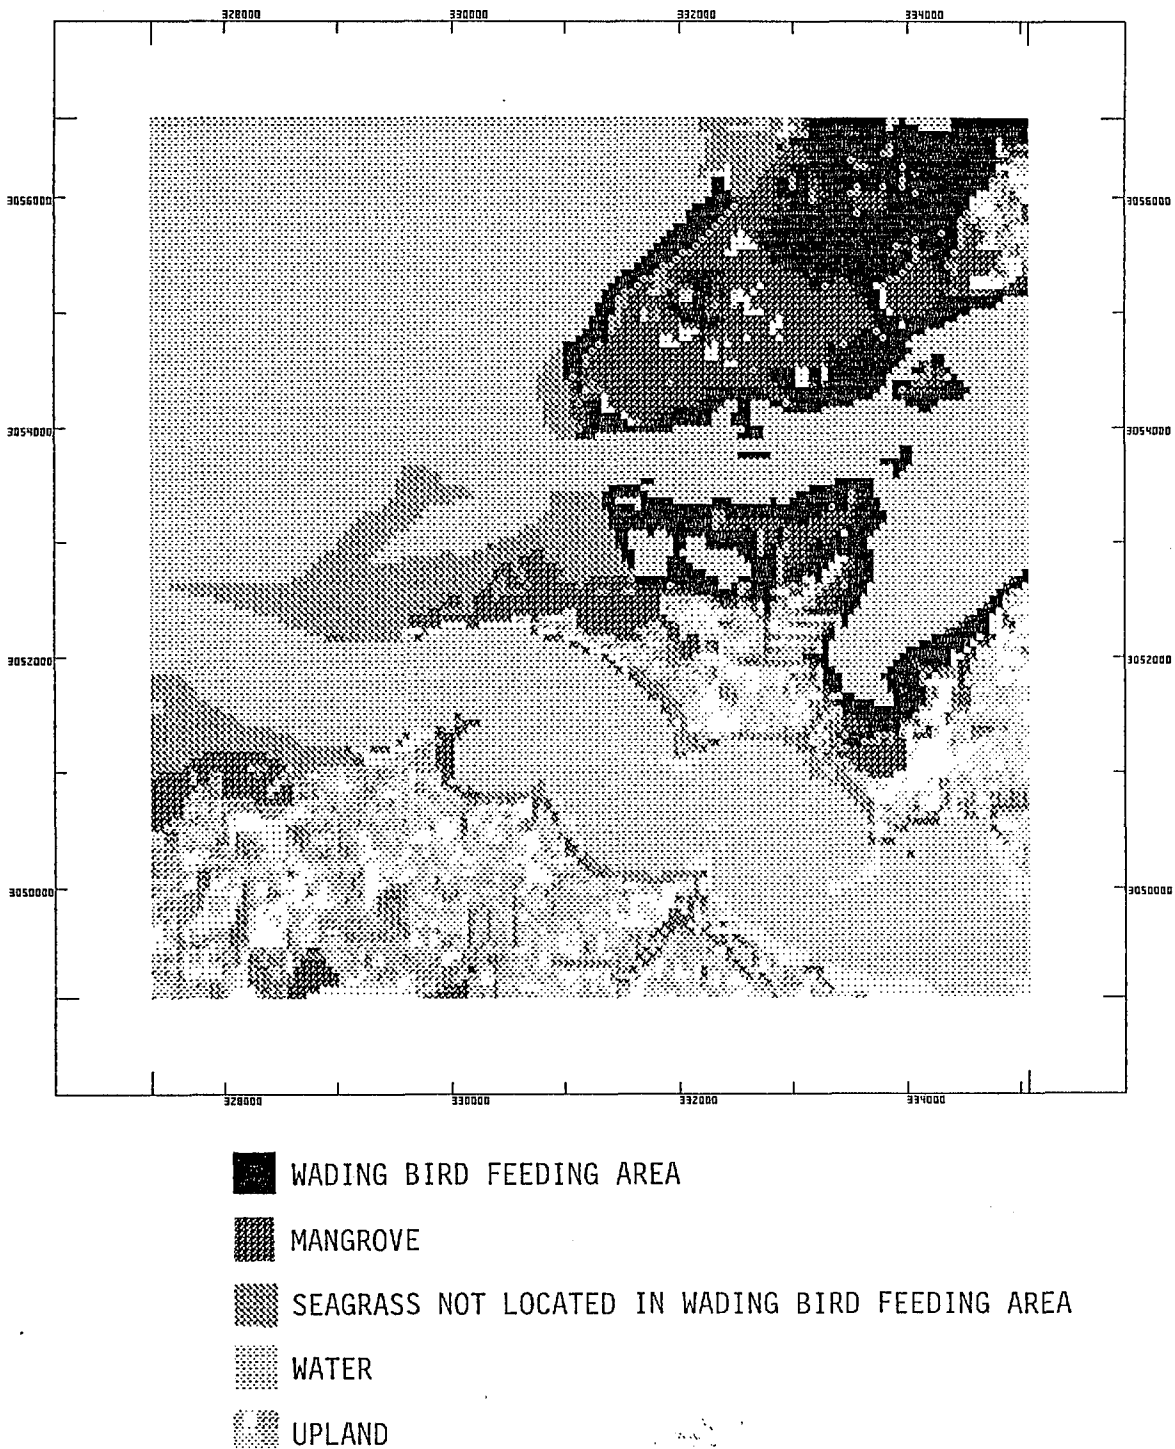 328000 330000 332000 334000
3056000 3056000
3054000 3054000
3052000 3052000
3050000 3050000
328000 330000 332000 334000
WADING BIRD FEEDING AREA
MANGROVE
SEAGRASS NOT LOCATED IN WADING BIRD FEEDING AREA
WATER
UPLAND